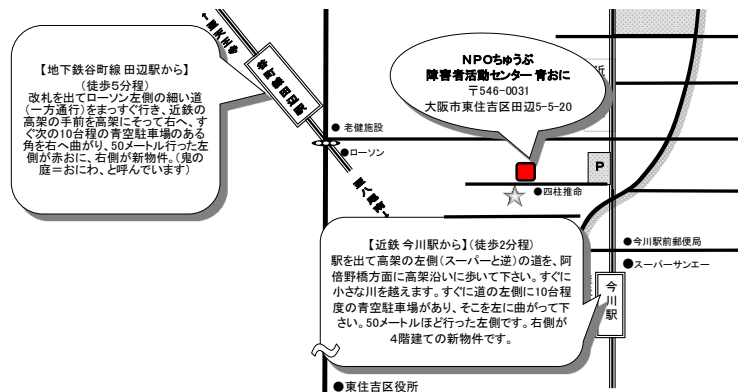 【地下鉄谷町線 田辺駅から】
(徒歩5分程)
改札を出てローソン左側の細い道
(一方通行)をまっすぐ行き、近鉄の
高架の手前を高架にそって右へ、す
ぐ次の10台程の青空駐車場のある
角を右へ曲がり、50メートル行った左
側が赤おに、右側が新物件。(鬼の
庭＝おにわ、と呼んでいます)
谷町線田辺駅
NPOちゅうぶ
障害者活動センター 青おに
〒546-0031
大阪市東住吉区田辺5-5-20
近
●老健施設
●ローソン
P
●四柱推命
【近鉄 今川駅から】(徒歩2分程)
駅を出て高架の左側(スーパーと逆)の道を、阿
倍野橋方面に高架沿いに歩いて下さい。すぐに
小さな川を越えます。すぐに道の左側に10台程
度の青空駐車場があり、そこを左に曲がって下
さい。50メートルほど行った左側です。右側が
4階建ての新物件です。
●今川駅前郵便局
●スーパーサンエー
今川駅
●東住吉区役所